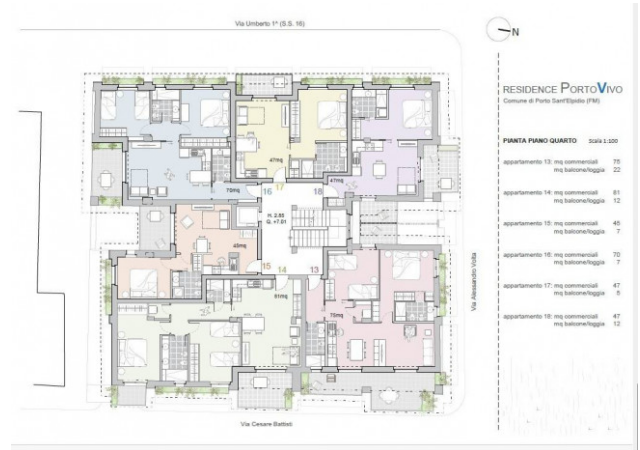 Via Umberto 1° (S.S. 16)
N
RESIDENCE PORTOVIVO
Comune di Porto Sant'Elpidio (FM)
PIANTA PIANO QUARTO Scala 1:100
appartamento 13: mq commerciali 75
mq balcone/loggia 22
appartamento 14: mq commerciali 81
mq balcone/loggia 12
appartamento 15: mq commerciali 45
mq balcone/loggia 7
appartamento 16: mq commerciali 70
mq balcone/loggia 7
appartamento 17: mq commerciali 47
mq balcone/loggia 5
appartamento 18: mq commerciali 47
mq balcone/loggia 12
47mq
17
70mq
16
18
47mq
H. 2.85
45mq
15
14
13
81mq
75mq
Via Alessandro Volta
Via Cesare Battisti